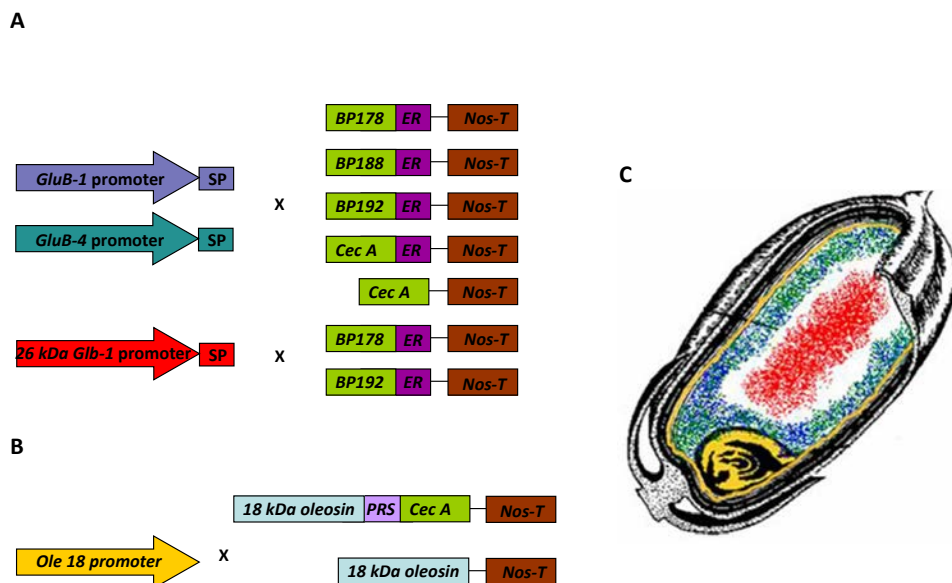 A
BP178 ER Nos-T
BP188 ER Nos-T
GluB-1 promoter SP
X
BP192 ER Nos-T
GluB-4 promoter SP
Cec A ER Nos-T
Cec A Nos-T
26 kDa Glb-1 promoter SP
X
BP178 ER Nos-T
BP192 ER Nos-T
B
18 kDa oleosin PRS Cec A Nos-T
Ole 18 promoter
X
18 kDa oleosin Nos-T
C